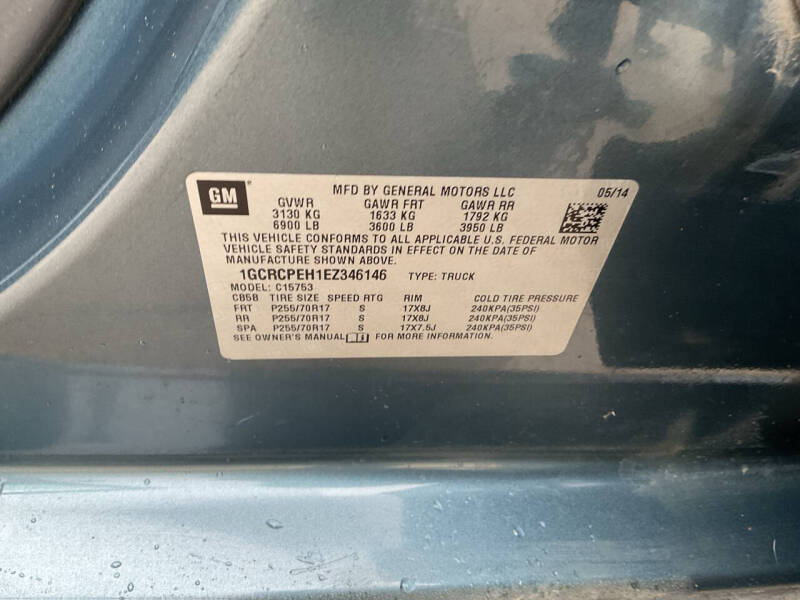 GM
MFD BY GENERAL MOTORS LLC 05/14
GVWR GAWR FRT GAWR RR
3130 KG 1633 KG 1792 KG
6900 LB 3600 LB 3950 LB
THIS VEHICLE CONFORMS TO ALL APPLICABLE U.S. FEDERAL MOTOR
VEHICLE SAFETY STANDARDS IN EFFECT ON THE DATE OF
MANUFACTURE SHOWN ABOVE.
1GCRCPEH1EZ346146 TYPE: TRUCK
MODEL: C15753
CB5B TIRE SIZE SPEED RTG RIM COLD TIRE PRESSURE
FRT P255/70R17 S 17X8J 240KPA(35PSI)
RR P255/70R17 S 17X8J 240KPA(35PSI)
SPA P255/70R17 S 17X7.5J 240KPA(35PSI)
SEE OWNER'S MANUAL FOR MORE INFORMATION.